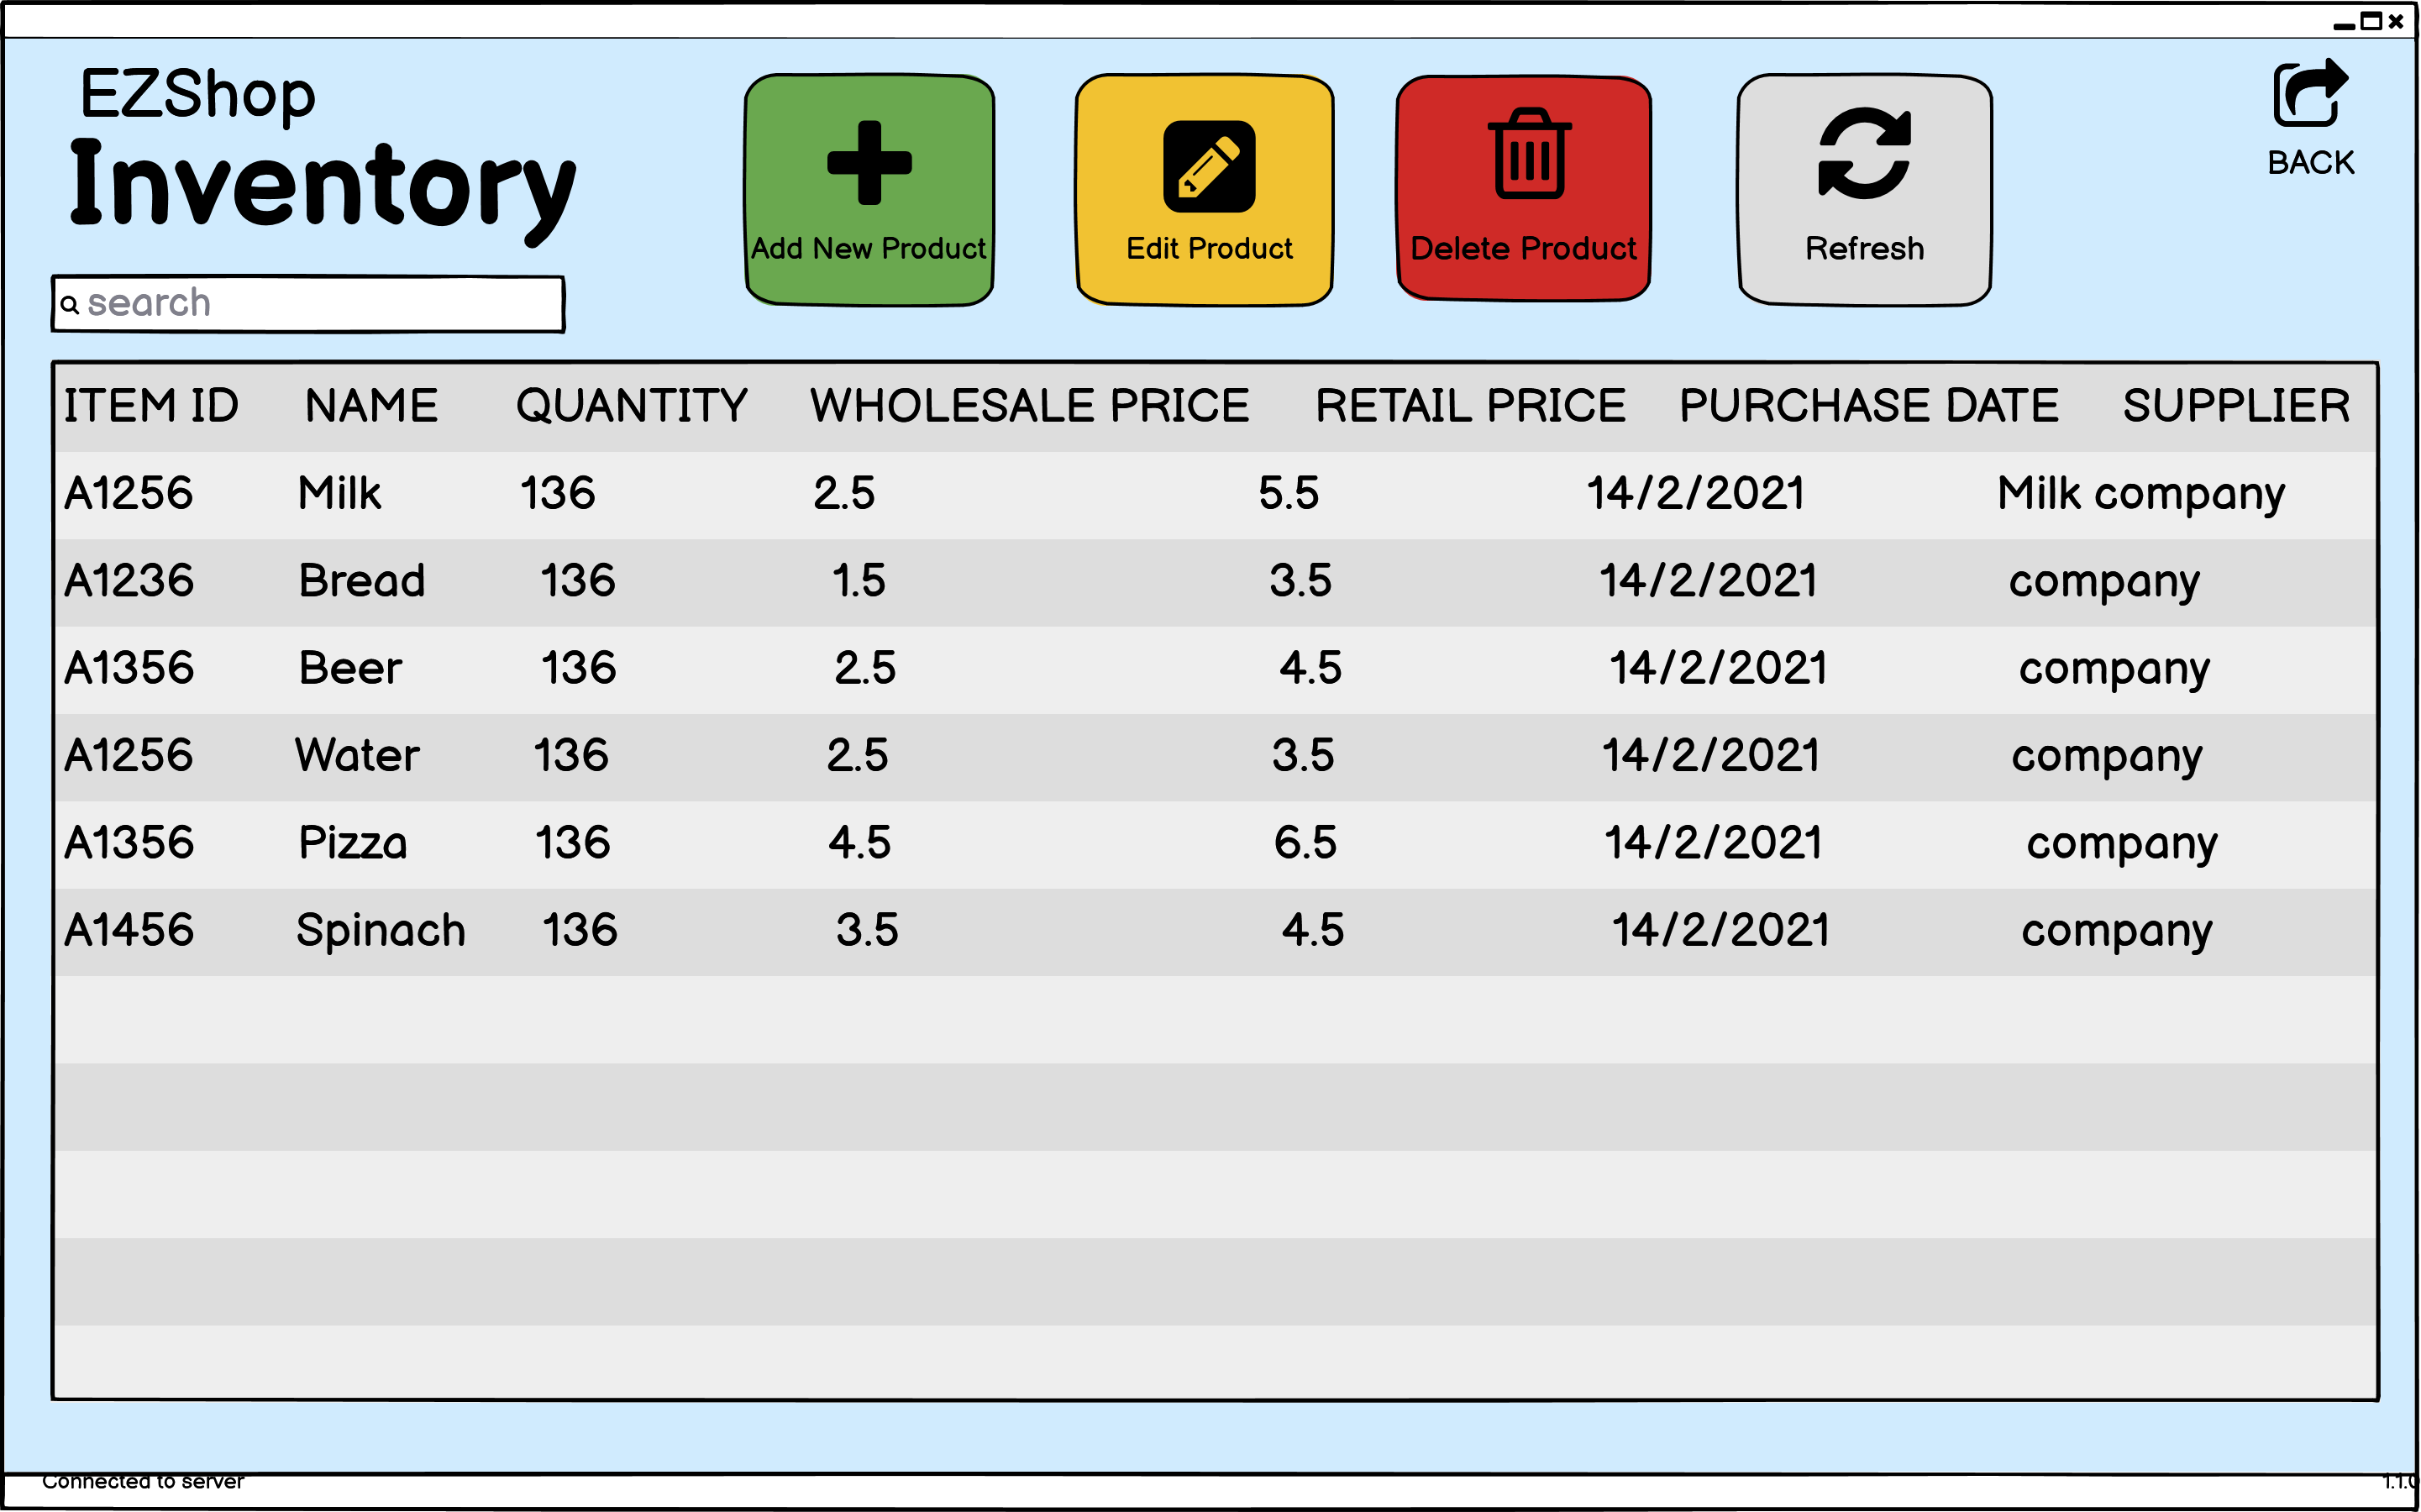 EZShop
Inventory
search
Add New Product
Edit Product
Delete Product
Refresh
BACK
ITEM ID NAME QUANTITY WHOLESALE PRICE RETAIL PRICE PURCHASE DATE SUPPLIER
A1256 Milk 136 2.5 5.5 14/2/2021 Milk company
A1236 Bread 136 1.5 3.5 14/2/2021 company
A1356 Beer 136 2.5 4.5 14/2/2021 company
A1256 Water 136 2.5 3.5 14/2/2021 company
A1356 Pizza 136 4.5 6.5 14/2/2021 company
A1456 Spinach 136 3.5 4.5 14/2/2021 company
Connected to server
1.1.0